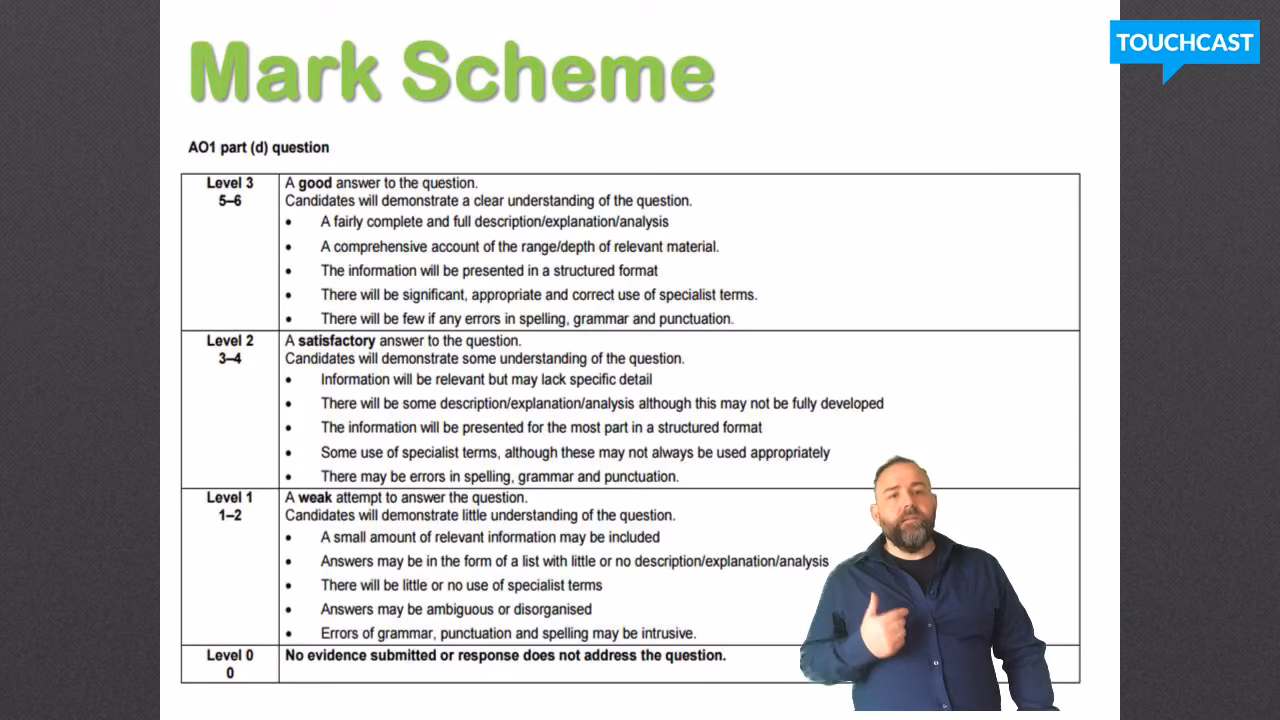 TOUCHCAST
Mark Scheme
AO1 part (d) question
Level 3
5–6
A good answer to the question.
Candidates will demonstrate a clear understanding of the question.
• A fairly complete and full description/explanation/analysis
• A comprehensive account of the range/depth of relevant material.
• The information will be presented in a structured format
• There will be significant, appropriate and correct use of specialist terms.
• There will be few if any errors in spelling, grammar and punctuation.
Level 2
3–4
A satisfactory answer to the question.
Candidates will demonstrate some understanding of the question.
• Information will be relevant but may lack specific detail
• There will be some description/explanation/analysis although this may not be fully developed
• The information will be presented for the most part in a structured format
• Some use of specialist terms, although these may not always be used appropriately
• There may be errors in spelling, grammar and punctuation.
Level 1
1–2
A weak attempt to answer the question.
Candidates will demonstrate little understanding of the question.
• A small amount of relevant information may be included
• Answers may be in the form of a list with little or no description/explanation/analysis
• There will be little or no use of specialist terms
• Answers may be ambiguous or disorganised
• Errors of grammar, punctuation and spelling may be intrusive.
Level 0
0
No evidence submitted or response does not address the question.